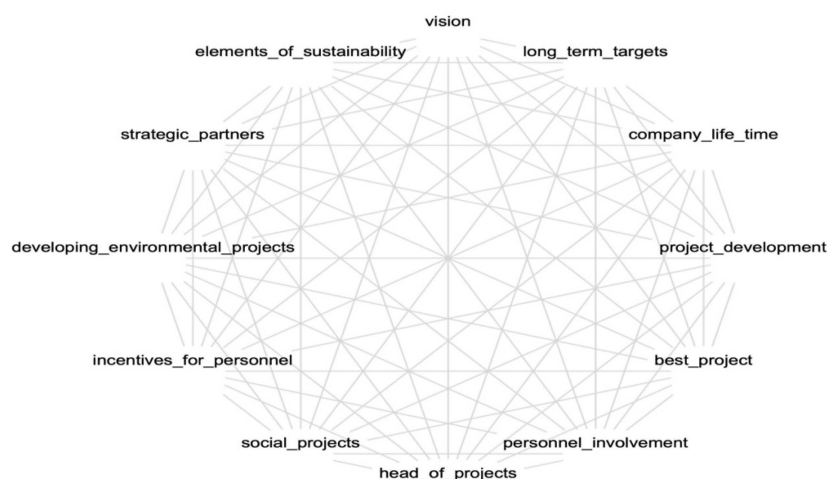 vision
elements_of_sustainability
long_term_targets
strategic_partners
company_life_time
developing_environmental_projects
project_development
incentives_for_personnel
best_project
social_projects
personnel_involvement
head_of_projects